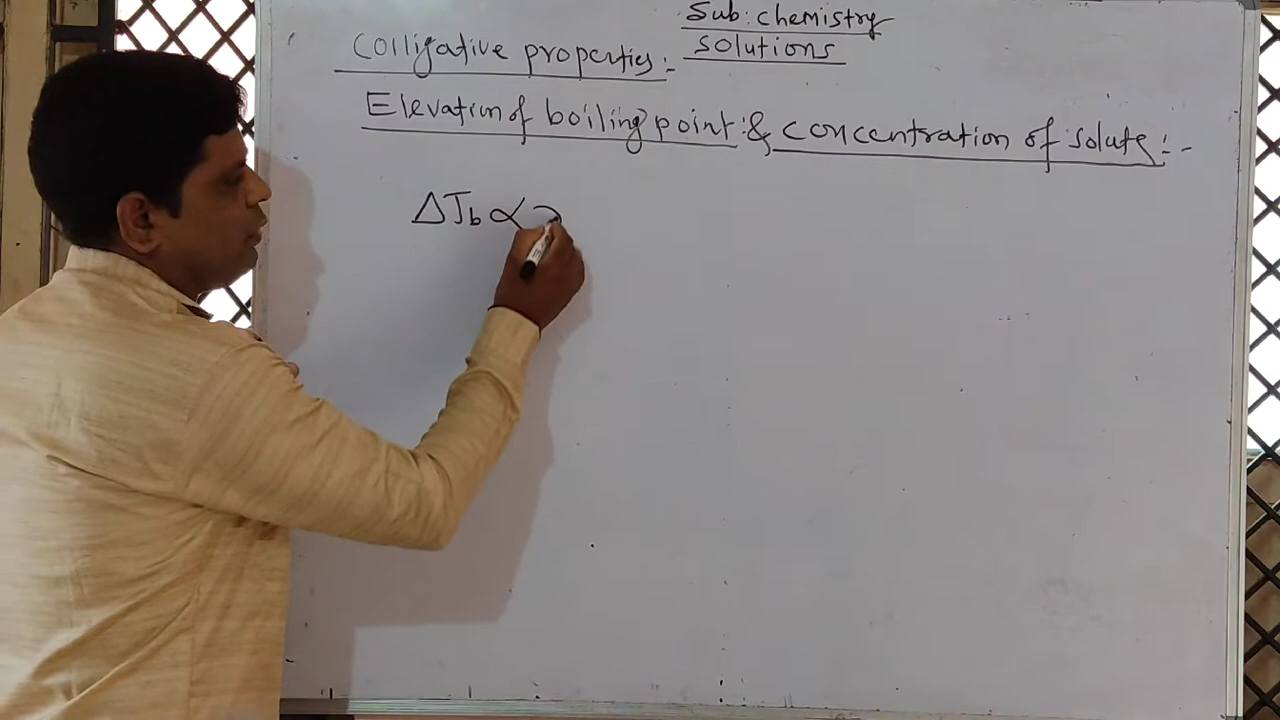 Sub: chemistry
solutions
Colligative properties:-
Elevation of boiling point & concentration of solute:-
ΔTb ∝